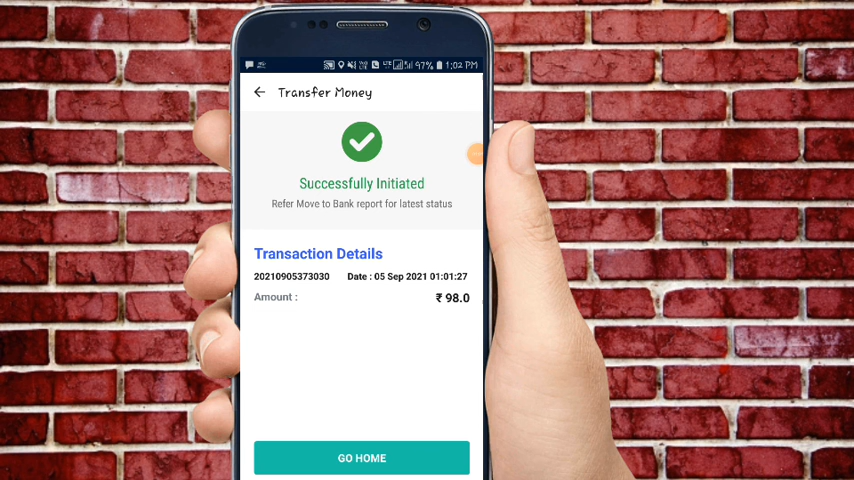 97% 1:02 PM
Transfer Money
Successfully Initiated
Refer Move to Bank report for latest status
Transaction Details
20210905373030 Date : 05 Sep 2021 01:01:27
Amount : ₹ 98.0
GO HOME